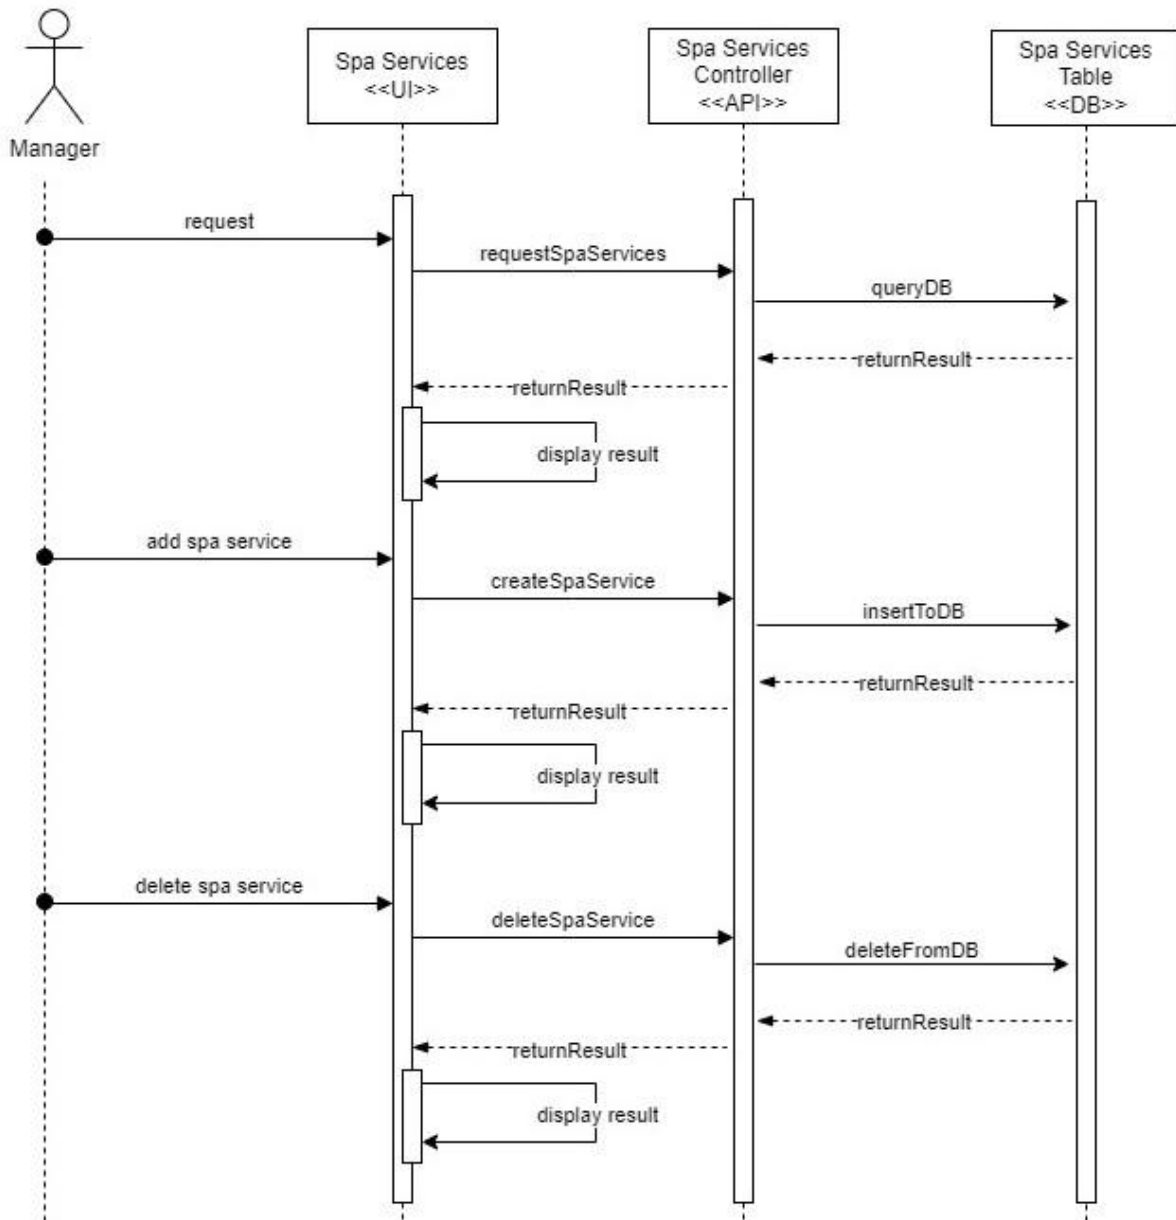 Spa Services
<<UI>>
Spa Services
Controller
<<API>>
Spa Services
Table
<<DB>>
Manager
request
requestSpaServices
queryDB
returnResult
returnResult
display result
add spa service
createSpaService
insertToDB
returnResult
returnResult
display result
delete spa service
deleteSpaService
deleteFromDB
returnResult
returnResult
display result